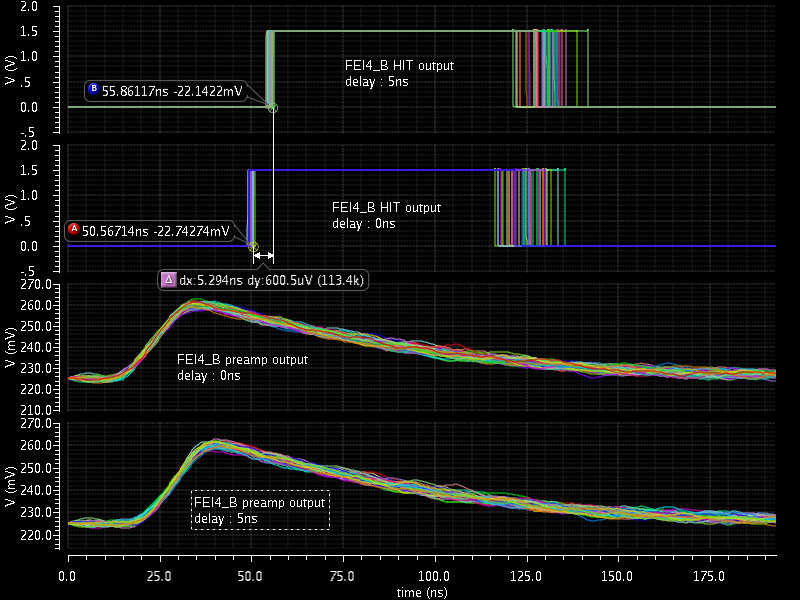 2.0
1.5
1.0
.5
0.0
-.5
V (V)
FEI4_B HIT output
delay : 5ns
B 55.86117ns -22.1422mV
2.0
1.5
1.0
.5
0.0
-.5
V (V)
FEI4_B HIT output
delay : 0ns
A 50.56714ns -22.74274mV
Δ dx:5.294ns dy:600.5uV (113.4k)
270.0
260.0
250.0
240.0
230.0
220.0
210.0
V (mV)
FEI4_B preamp output
delay : 0ns
270.0
260.0
250.0
240.0
230.0
220.0
V (mV)
FEI4_B preamp output
delay : 5ns
0.0 25.0 50.0 75.0 100.0 125.0 150.0 175.0
time (ns)